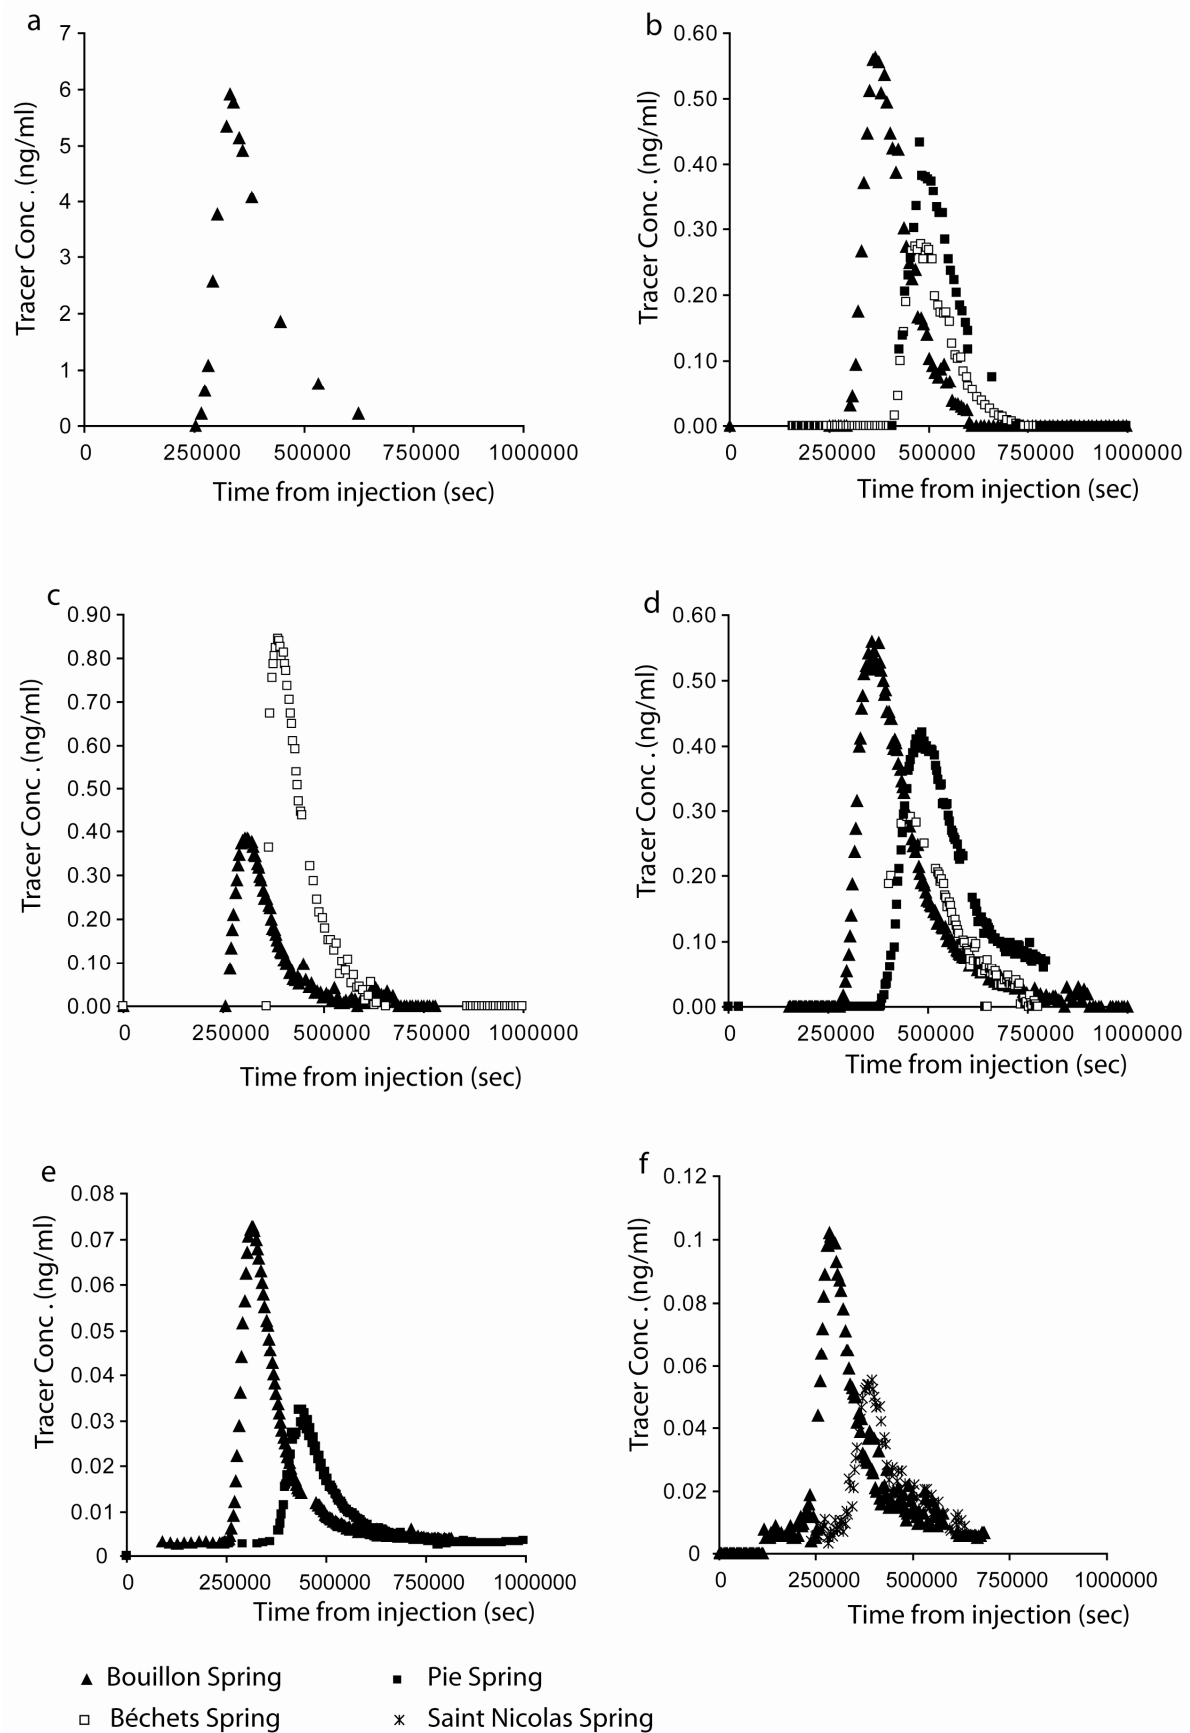 a
7
6
5
4
3
2
1
0
Tracer Conc . (ng/ml)
0 250000 500000 750000 1000000
Time from injection (sec)
b
0.60
0.50
0.40
0.30
0.20
0.10
0.00
Tracer Conc . (ng/ml)
0 250000 500000 750000 1000000
Time from injection (sec)
c
0.90
0.80
0.70
0.60
0.50
0.40
0.30
0.20
0.10
0.00
Tracer Conc . (ng/ml)
0 250000 500000 750000 1000000
Time from injection (sec)
d
0.60
0.50
0.40
0.30
0.20
0.10
0.00
Tracer Conc . (ng/ml)
0 250000 500000 750000 1000000
Time from injection (sec)
e
0.08
0.07
0.06
0.05
0.04
0.03
0.02
0.01
0
Tracer Conc . (ng/ml)
0 250000 500000 750000 1000000
Time from injection (sec)
f
0.12
0.1
0.08
0.06
0.04
0.02
0
Tracer Conc . (ng/ml)
0 250000 500000 750000 1000000
Time from injection (sec)
Bouillon Spring
Pie Spring
Béchets Spring
Saint Nicolas Spring